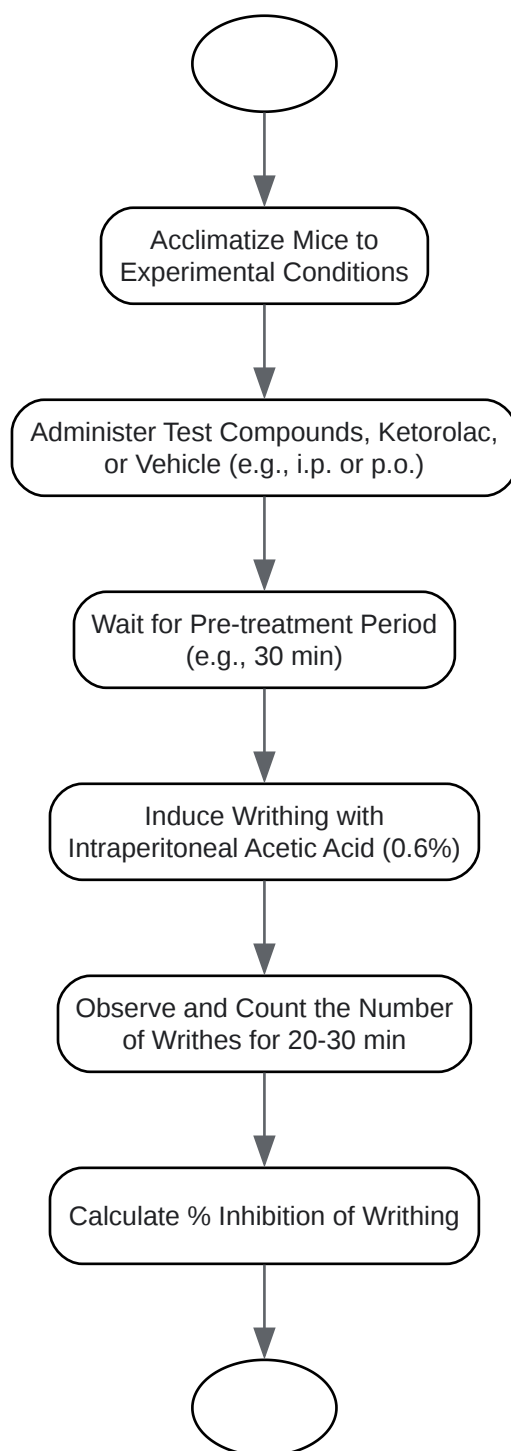 Acclimatize Mice to
Experimental Conditions
Administer Test Compounds, Ketorolac,
or Vehicle (e.g., i.p. or p.o.)
Wait for Pre-treatment Period
(e.g., 30 min)
Induce Writhing with
Intraperitoneal Acetic Acid (0.6%)
Observe and Count the Number
of Writhes for 20-30 min
Calculate % Inhibition of Writhing